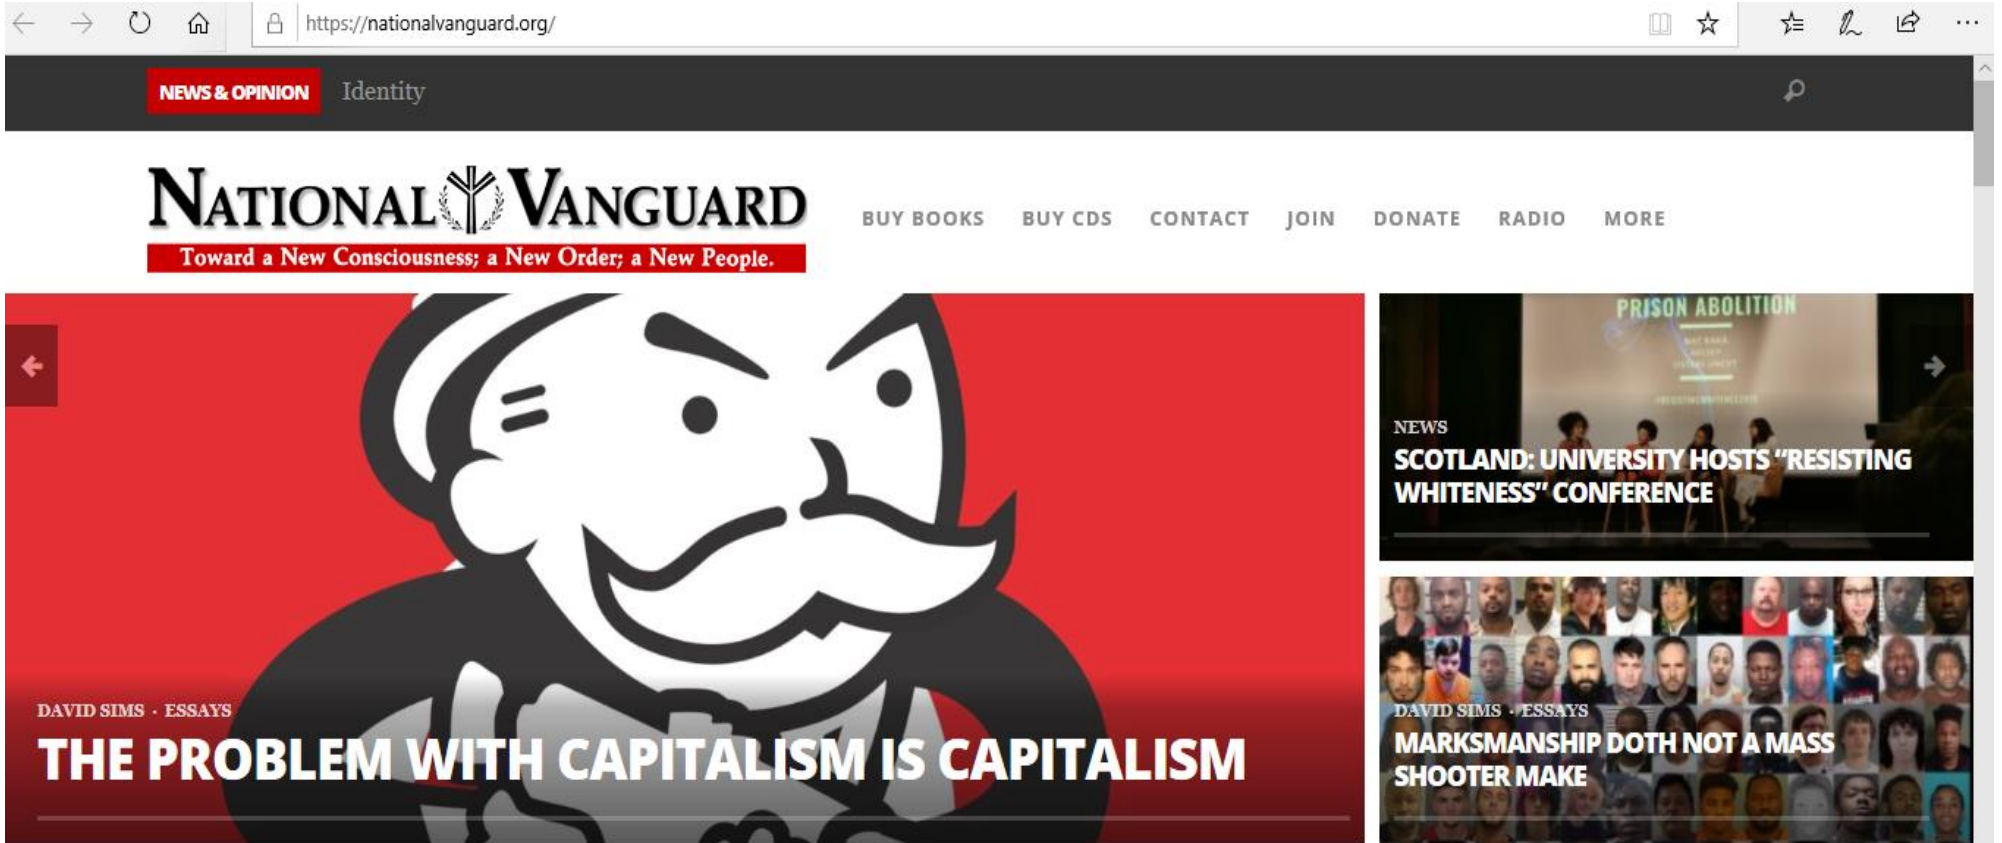 https://nationalvanguard.org/
NEWS & OPINION Identity
NATIONAL VANGUARD
Toward a New Consciousness; a New Order; a New People.
BUY BOOKS BUY CDS CONTACT JOIN DONATE RADIO MORE
DAVID SIMS · ESSAYS
THE PROBLEM WITH CAPITALISM IS CAPITALISM
PRISON ABOLITION
NEWS
SCOTLAND: UNIVERSITY HOSTS “RESISTING
WHITENESS” CONFERENCE
DAVID SIMS · ESSAYS
MARKSMANSHIP DOTH NOT A MASS
SHOOTER MAKE